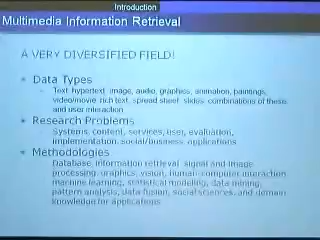 Introduction
Multimedia Information Retrieval
A VERY DIVERSIFIED FIELD!
Data Types
Text, hypertext, image, audio, graphics, animation, paintings,
video/movie, rich text, spread sheet, slides, combinations of these
and user interaction
Research Problems
Systems, content, services, user, evaluation,
implementation, social/business, applications
Methodologies
Database, information retrieval, signal and image
processing, graphics, vision, human-computer interaction,
machine learning, statistical modeling, data mining,
pattern analysis, data fusion, social sciences, and domain
knowledge for applications